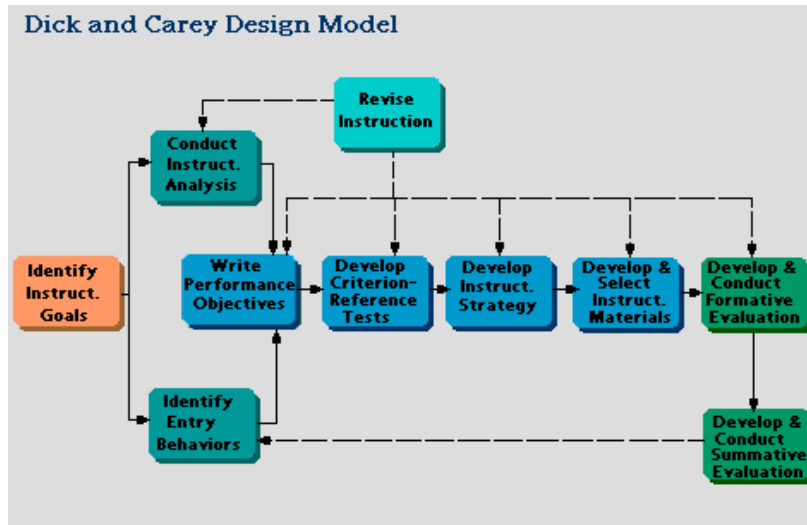 Dick and Carey Design Model
Revise
Instruction
Conduct
Instruct.
Analysis
Identify
Instruct.
Goals
Write
Performance
Objectives
Develop
Criterion-
Reference
Tests
Develop
Instruct.
Strategy
Develop &
Select Instruct.
Materials
Develop &
Conduct
Formative
Evaluation
Identify
Entry
Behaviors
Develop &
Conduct
Summative
Evaluation